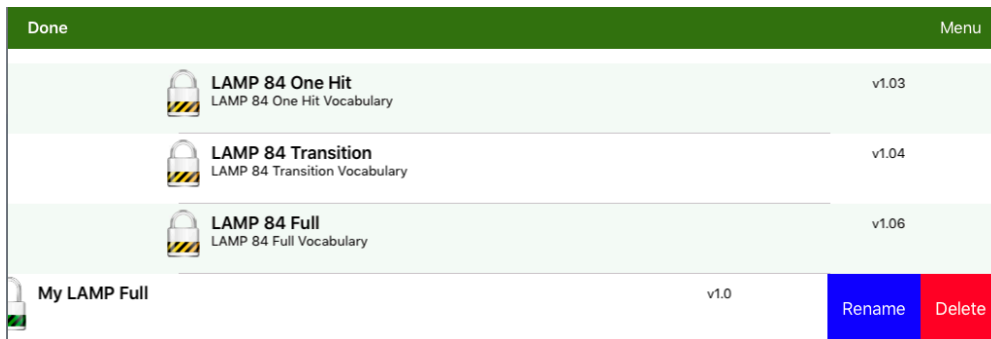 Done Menu
LAMP 84 One Hit v1.03
LAMP 84 One Hit Vocabulary
LAMP 84 Transition v1.04
LAMP 84 Transition Vocabulary
LAMP 84 Full v1.06
LAMP 84 Full Vocabulary
My LAMP Full v1.0
Rename Delete